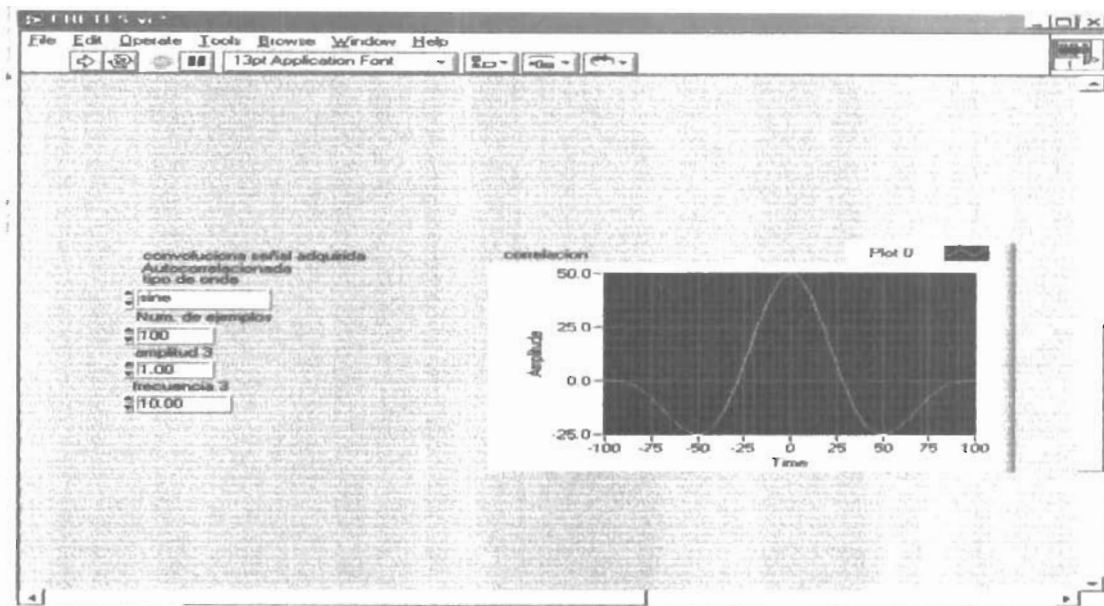 File Edit Operate Tools Browse Window Help
13pt Application Font
convoluciona señal adquirida
Autocorrelacionada
tipo de onda
sine
Num. de ejemplos
100
amplitud 3
1.00
frecuencia 3
10.00
correlacion
Plot 0
50.0
25.0
0.0
-25.0
Amplitude
-100 -75 -50 -25 0 25 50 75 100
Time